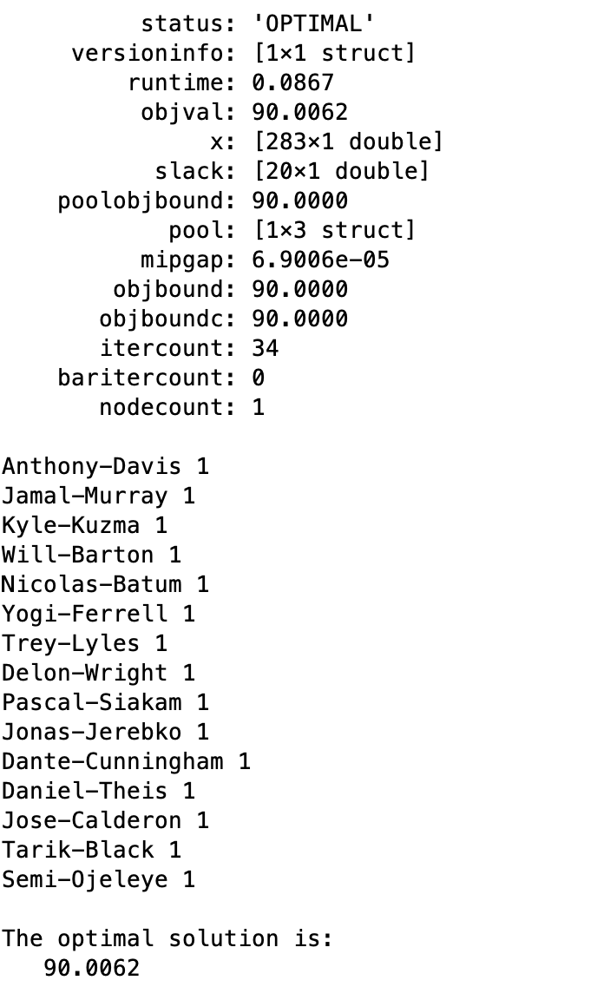 status: 'OPTIMAL'
versioninfo: [1×1 struct]
runtime: 0.0867
objval: 90.0062
x: [283×1 double]
slack: [20×1 double]
poolobjbound: 90.0000
pool: [1×3 struct]
mipgap: 6.9006e-05
objbound: 90.0000
objboundc: 90.0000
itercount: 34
baritercount: 0
nodecount: 1
Anthony-Davis 1
Jamal-Murray 1
Kyle-Kuzma 1
Will-Barton 1
Nicolas-Batum 1
Yogi-Ferrell 1
Trey-Lyles 1
Delon-Wright 1
Pascal-Siakam 1
Jonas-Jerebko 1
Dante-Cunningham 1
Daniel-Theis 1
Jose-Calderon 1
Tarik-Black 1
Semi-Ojeleye 1
The optimal solution is:
90.0062